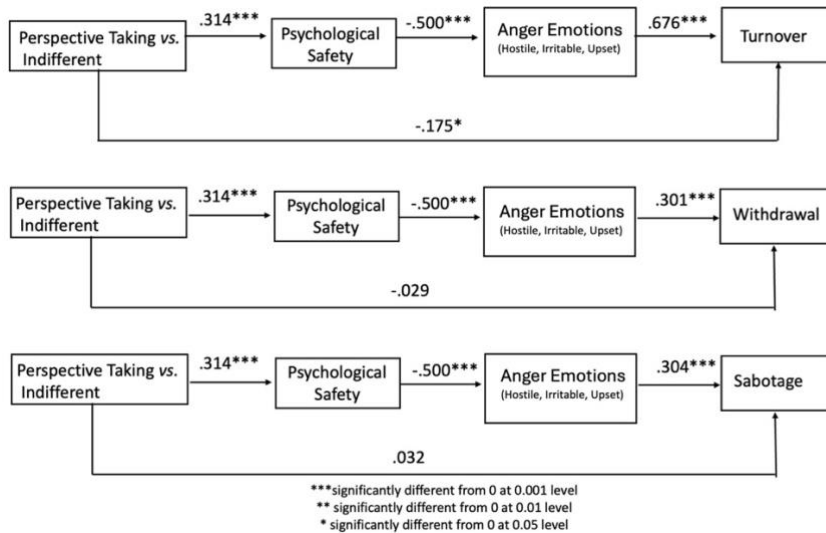 .314***
-.500***
.676***
Perspective Taking vs.
Indifferent
Psychological
Safety
Anger Emotions
(Hostile, Irritable, Upset)
Turnover
-.175*
.314***
-.500***
.301***
Perspective Taking vs.
Indifferent
Psychological
Safety
Anger Emotions
(Hostile, Irritable, Upset)
Withdrawal
-.029
.314***
-.500***
.304***
Perspective Taking vs.
Indifferent
Psychological
Safety
Anger Emotions
(Hostile, Irritable, Upset)
Sabotage
.032
***significantly different from 0 at 0.001 level
** significantly different from 0 at 0.01 level
* significantly different from 0 at 0.05 level